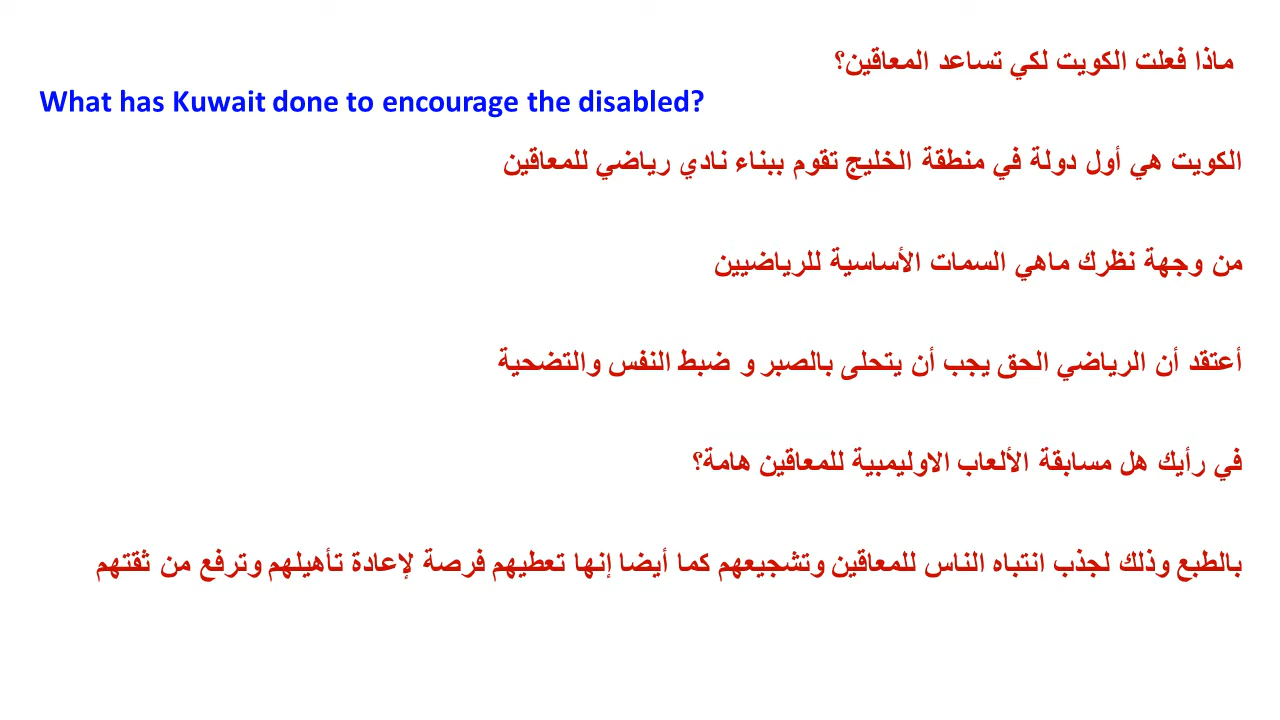 ماذا فعلت الكويت لكي تساعد المعاقين؟
What has Kuwait done to encourage the disabled?
الكويت هي أول دولة في منطقة الخليج تقوم ببناء نادي رياضي للمعاقين
من وجهة نظرك ماهي السمات الأساسية للرياضيين
أعتقد أن الرياضي الحق يجب أن يتحلى بالصبر و ضبط النفس والتضحية
في رأيك هل مسابقة الألعاب الاوليمبية للمعاقين هامة؟
بالطبع وذلك لجذب انتباه الناس للمعاقين وتشجيعهم كما أيضا إنها تعطيهم فرصة لإعادة تأهيلهم وترفع من ثقتهم